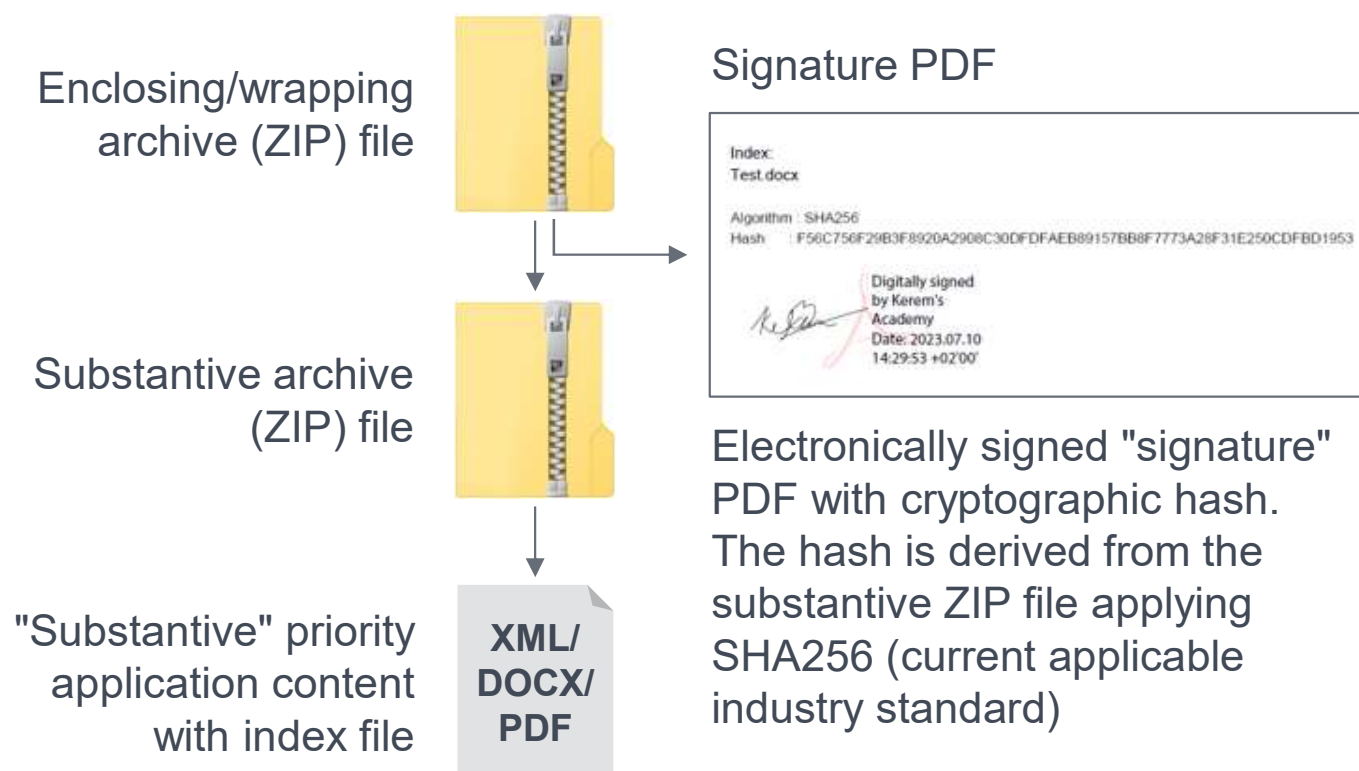 Enclosing/wrapping
archive (ZIP) file
Signature PDF
Index:
Test.docx
Algorithm : SHA256
Hash : F56C756F29B3F8920A2908C30DFDFAEB89157BB8F7773A28F31E250CDFBD1953
Digitally signed
by Kerem's
Academy
Date: 2023.07.10
14:29:53 +02'00'
Substantive archive
(ZIP) file
Electronically signed "signature"
PDF with cryptographic hash.
The hash is derived from the
substantive ZIP file applying
SHA256 (current applicable
industry standard)
"Substantive" priority
application content
with index file
XML/
DOCX/
PDF